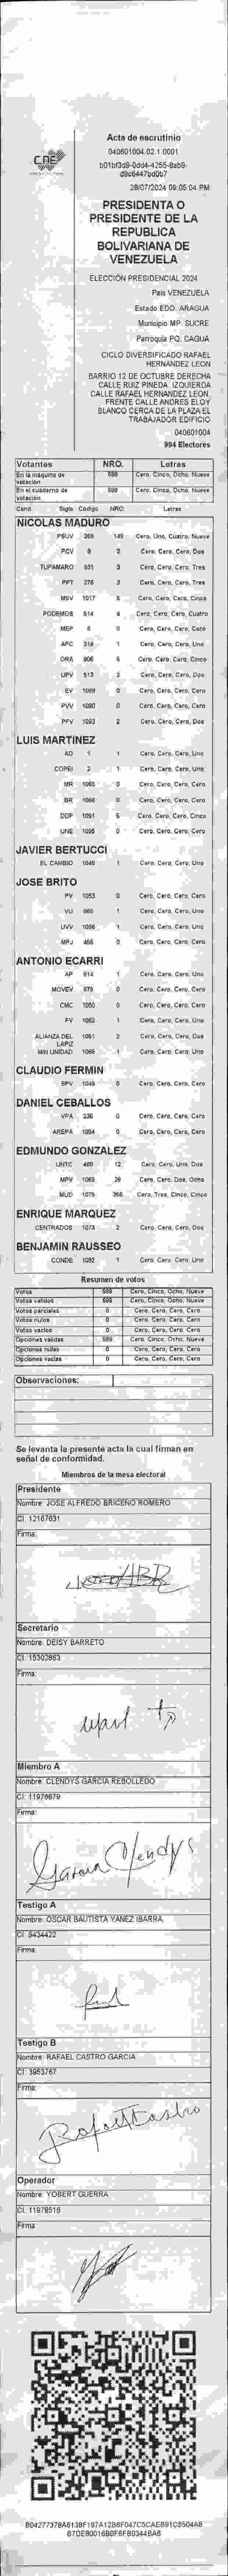 CNE
Acta de escrutinio
040601004.02.1.0001
28/07/2024 09:05:04 PM
PRESIDENTA O
PRESIDENTE DE LA
REPUBLICA
BOLIVARIANA DE
VENEZUELA
ELECCIÓN PRESIDENCIAL 2024
País VENEZUELA
Estado EDO. ARAGUA
Municipio MP. SUCRE
Parroquia PQ. CAGUA
CICLO DIVERSIFICADO RAFAEL
HERNANDEZ LEON
BARRIO 12 DE OCTUBRE DERECHA
CALLE RUIZ PINEDA. IZQUIERDA
CALLE RAFAEL HERNANDEZ LEON.
FRENTE CALLE ANDRES ELOY
BLANCO CERCA DE LA PLAZA EL
TRABAJADOR EDIFICIO
040601004
994 Electores
Votantes NRO. Letras
En la máquina de votación 589 Cero, Cinco, Ocho, Nueve
En el cuaderno de votación 589 Cero, Cinco, Ocho, Nueve
Cand. Sigla Código NRO. Letras
NICOLAS MADURO
PSUV 269 149 Cero, Uno, Cuatro, Nueve
PCV 9 2 Cero, Cero, Cero, Dos
TUPAMARO 931 3 Cero, Cero, Cero, Tres
PPT 276 3 Cero, Cero, Cero, Tres
MSV 1017 5 Cero, Cero, Cero, Cinco
PODEMOS 514 4 Cero, Cero, Cero, Cuatro
MEP 6 0 Cero, Cero, Cero, Cero
APC 319 1 Cero, Cero, Cero, Uno
ORA 906 5 Cero, Cero, Cero, Cinco
UPV 513 2 Cero, Cero, Cero, Dos
EV 1089 0 Cero, Cero, Cero, Cero
PVV 1090 0 Cero, Cero, Cero, Cero
PFV 1093 2 Cero, Cero, Cero, Dos
LUIS MARTINEZ
AD 1 1 Cero, Cero, Cero, Uno
COPEI 2 1 Cero, Cero, Cero, Uno
MR 1065 0 Cero, Cero, Cero, Cero
BR 1066 0 Cero, Cero, Cero, Cero
DDP 1091 5 Cero, Cero, Cero, Cinco
UNE 1095 0 Cero, Cero, Cero, Cero
JAVIER BERTUCCI
EL CAMBIO 1048 1 Cero, Cero, Cero, Uno
JOSE BRITO
PV 1053 0 Cero, Cero, Cero, Cero
VU 960 1 Cero, Cero, Cero, Uno
UVV 1096 1 Cero, Cero, Cero, Uno
MPJ 458 0 Cero, Cero, Cero, Cero
ANTONIO ECARRI
AP 814 1 Cero, Cero, Cero, Uno
MOVEV 978 0 Cero, Cero, Cero, Cero
CMC 1050 0 Cero, Cero, Cero, Cero
FV 1062 1 Cero, Cero, Cero, Uno
ALIANZA DEL LAPIZ 1061 2 Cero, Cero, Cero, Dos
MIN UNIDAD 1069 1 Cero, Cero, Cero, Uno
CLAUDIO FERMIN
SPV 1049 0 Cero, Cero, Cero, Cero
DANIEL CEBALLOS
VPA 236 0 Cero, Cero, Cero, Cero
AREPA 1094 0 Cero, Cero, Cero, Cero
EDMUNDO GONZALEZ
UNTC 460 12 Cero, Cero, Uno, Dos
MPV 1062 28 Cero, Cero, Dos, Ocho
MUD 1075 355 Cero, Tres, Cinco, Cinco
ENRIQUE MARQUEZ
CENTRADOS 1073 2 Cero, Cero, Cero, Dos
BENJAMIN RAUSSEO
CONDE 1092 1 Cero, Cero, Cero, Uno
Resumen de votos
Votos 589 Cero, Cinco, Ocho, Nueve
Votos válidos 589 Cero, Cinco, Ocho, Nueve
Votos parciales 0 Cero, Cero, Cero, Cero
Votos nulos 0 Cero, Cero, Cero, Cero
Votos vacíos 0 Cero, Cero, Cero, Cero
Opciones válidas 589 Cero, Cinco, Ocho, Nueve
Opciones nulas 0 Cero, Cero, Cero, Cero
Opciones vacías 0 Cero, Cero, Cero, Cero
Observaciones:
Se levanta la presente acta la cual firman en
señal de conformidad.
Miembros de la mesa electoral
Presidente
Nombre: JOSE ALFREDO BRICEÑO ROMERO
CI: 12167631
Firma:
Secretario
Nombre: DEISY BARRETO
CI: 15302863
Firma:
Miembro A
Nombre: CLENDYS GARCIA REBOLLEDO
CI: 11976879
Firma:
Garcia Clendys
Testigo A
Nombre: OSCAR BAUTISTA YANEZ IBARRA
CI: 9434422
Firma:
Testigo B
Nombre: RAFAEL CASTRO GARCIA
CI: 3953767
Firma:
Rafael Castro
Operador
Nombre: YOBERT GUERRA
CI: 11978516
Firma